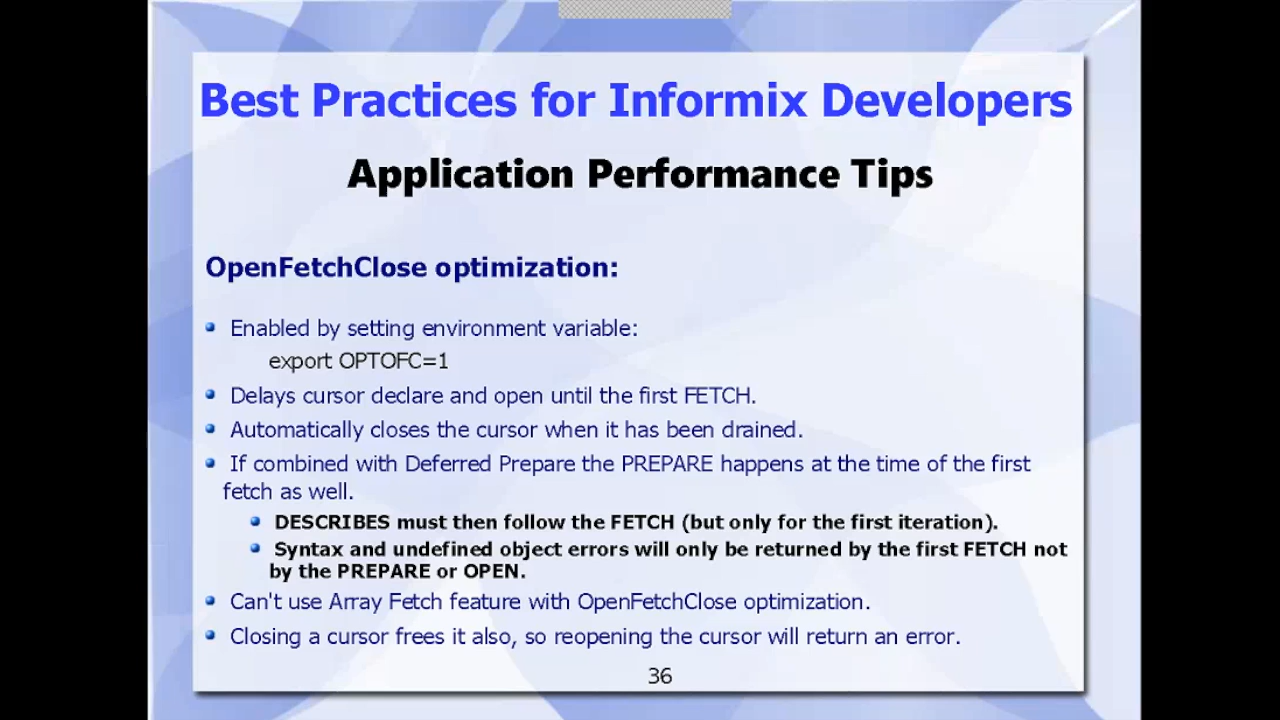 Best Practices for Informix Developers
Application Performance Tips
OpenFetchClose optimization:
Enabled by setting environment variable:
export OPTOFC=1
Delays cursor declare and open until the first FETCH.
Automatically closes the cursor when it has been drained.
If combined with Deferred Prepare the PREPARE happens at the time of the first
fetch as well.
DESCRIBES must then follow the FETCH (but only for the first iteration).
Syntax and undefined object errors will only be returned by the first FETCH not
by the PREPARE or OPEN.
Can't use Array Fetch feature with OpenFetchClose optimization.
Closing a cursor frees it also, so reopening the cursor will return an error.
36